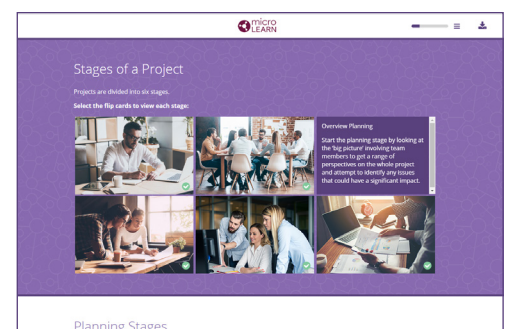 micro
LEARN
Stages of a Project
Projects are divided into six stages.
Select the flip cards to view each stage:
Overview Planning
Start the planning stage by looking at
the 'big picture' involving team
members to get a range of
perspectives on the whole project
and attempt to identify any issues
that could have a significant impact.
Planning Stages